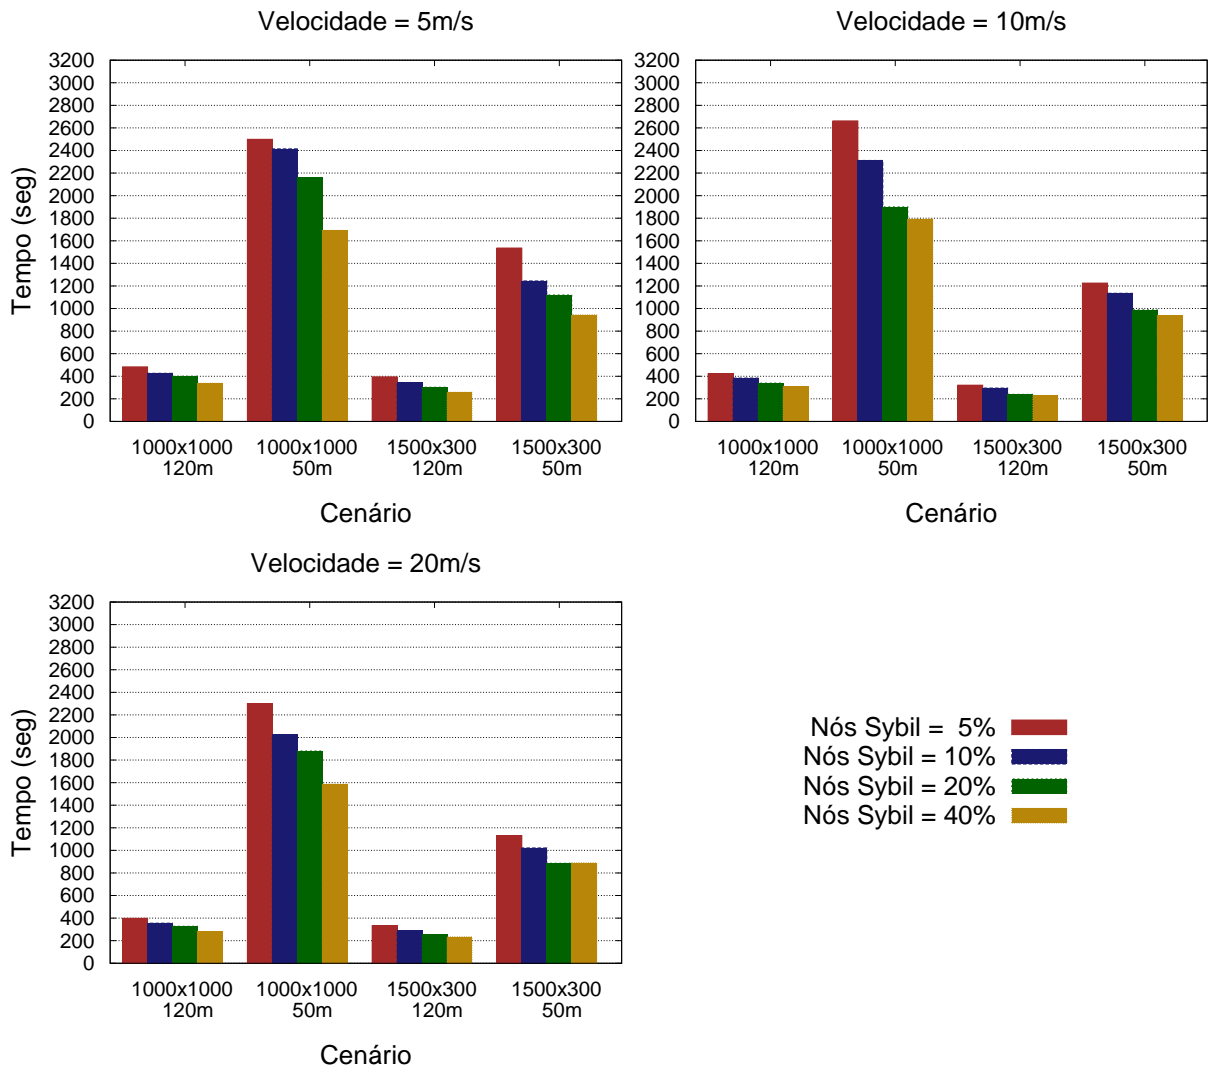 Velocidade = 5m/s
Tempo (seg)
3200
3000
2800
2600
2400
2200
2000
1800
1600
1400
1200
1000
800
600
400
200
0
1000x1000 1000x1000 1500x300 1500x300
120m 50m 120m 50m
Cenário
Velocidade = 10m/s
3200
3000
2800
2600
2400
2200
2000
1800
1600
1400
1200
1000
800
600
400
200
0
1000x1000 1000x1000 1500x300 1500x300
120m 50m 120m 50m
Cenário
Velocidade = 20m/s
Tempo (seg)
3200
3000
2800
2600
2400
2200
2000
1800
1600
1400
1200
1000
800
600
400
200
0
1000x1000 1000x1000 1500x300 1500x300
120m 50m 120m 50m
Cenário
Nós Sybil = 5%
Nós Sybil = 10%
Nós Sybil = 20%
Nós Sybil = 40%